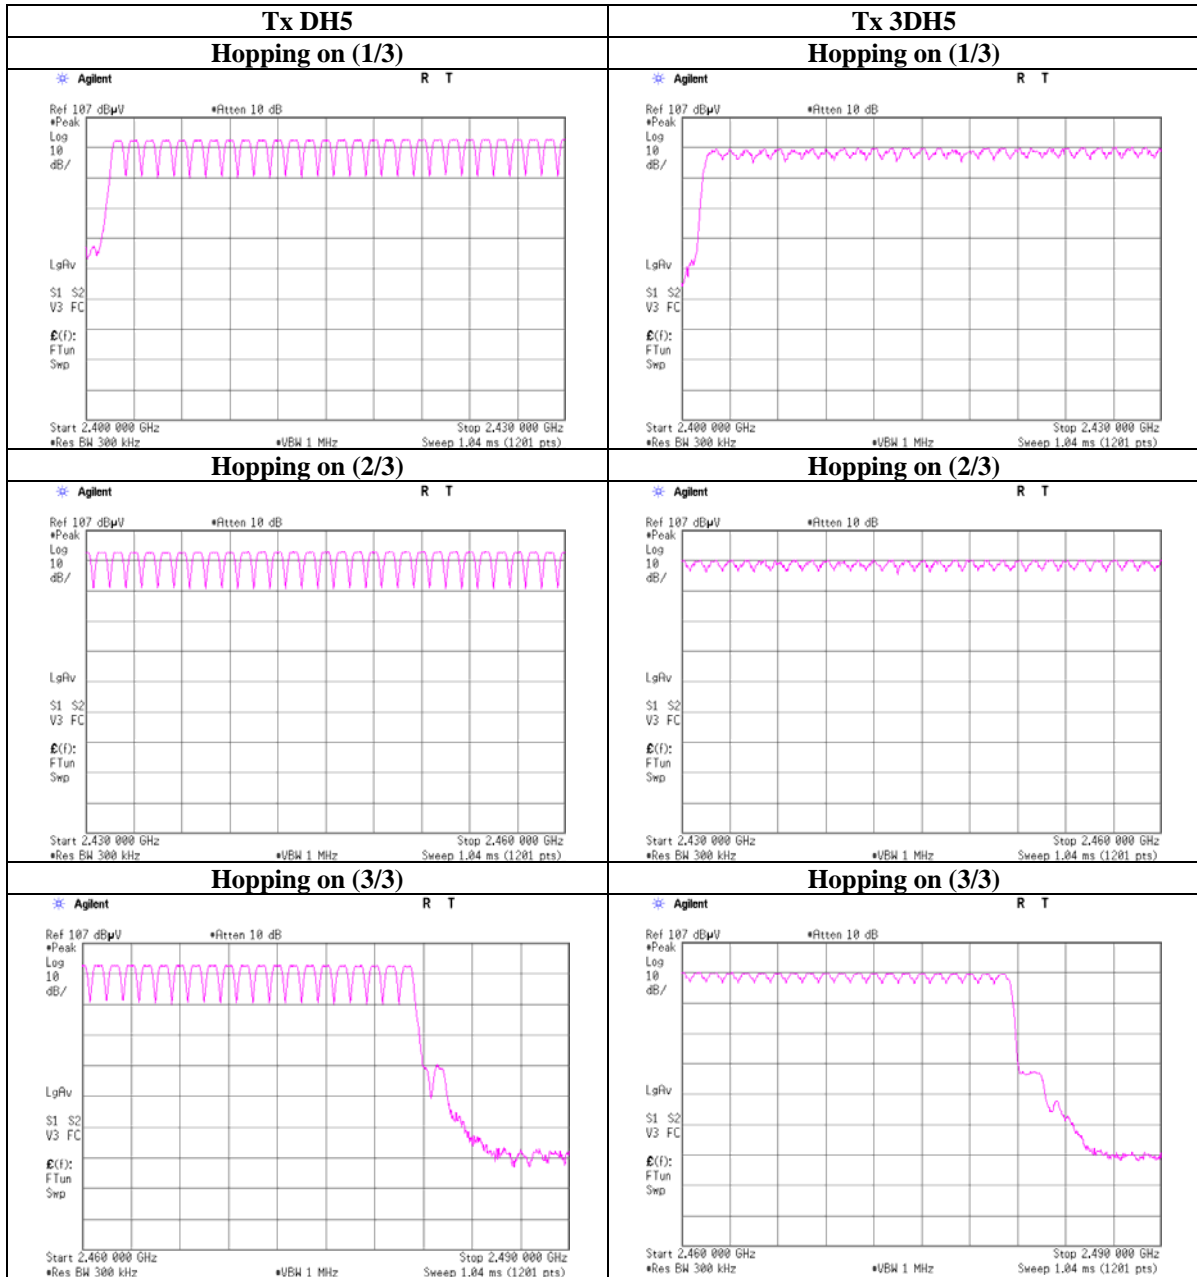 Tx DH5
Tx 3DH5
Hopping on (1/3)
Hopping on (1/3)
Agilent
R T
Ref 107 dBµV
*Atten 10 dB
*Peak
Log
10
dB/
LgAv
S1 S2
V3 FC
£(f):
FTun
Swp
Start 2.400 000 GHz
Stop 2.430 000 GHz
*Res BW 300 kHz
*VBW 1 MHz
Sweep 1.04 ms (1201 pts)
Agilent
R T
Ref 107 dBµV
*Atten 10 dB
*Peak
Log
10
dB/
LgAv
S1 S2
V3 FC
£(f):
FTun
Swp
Start 2.400 000 GHz
Stop 2.430 000 GHz
*Res BW 300 kHz
*VBW 1 MHz
Sweep 1.04 ms (1201 pts)
Hopping on (2/3)
Hopping on (2/3)
Agilent
R T
Ref 107 dBµV
*Atten 10 dB
*Peak
Log
10
dB/
LgAv
S1 S2
V3 FC
£(f):
FTun
Swp
Start 2.430 000 GHz
Stop 2.460 000 GHz
*Res BW 300 kHz
*VBW 1 MHz
Sweep 1.04 ms (1201 pts)
Agilent
R T
Ref 107 dBµV
*Atten 10 dB
*Peak
Log
10
dB/
LgAv
S1 S2
V3 FC
£(f):
FTun
Swp
Start 2.430 000 GHz
Stop 2.460 000 GHz
*Res BW 300 kHz
*VBW 1 MHz
Sweep 1.04 ms (1201 pts)
Hopping on (3/3)
Hopping on (3/3)
Agilent
R T
Ref 107 dBµV
*Atten 10 dB
*Peak
Log
10
dB/
LgAv
S1 S2
V3 FC
£(f):
FTun
Swp
Start 2.460 000 GHz
Stop 2.490 000 GHz
*Res BW 300 kHz
*VBW 1 MHz
Sweep 1.04 ms (1201 pts)
Agilent
R T
Ref 107 dBµV
*Atten 10 dB
*Peak
Log
10
dB/
LgAv
S1 S2
V3 FC
£(f):
FTun
Swp
Start 2.460 000 GHz
Stop 2.490 000 GHz
*Res BW 300 kHz
*VBW 1 MHz
Sweep 1.04 ms (1201 pts)